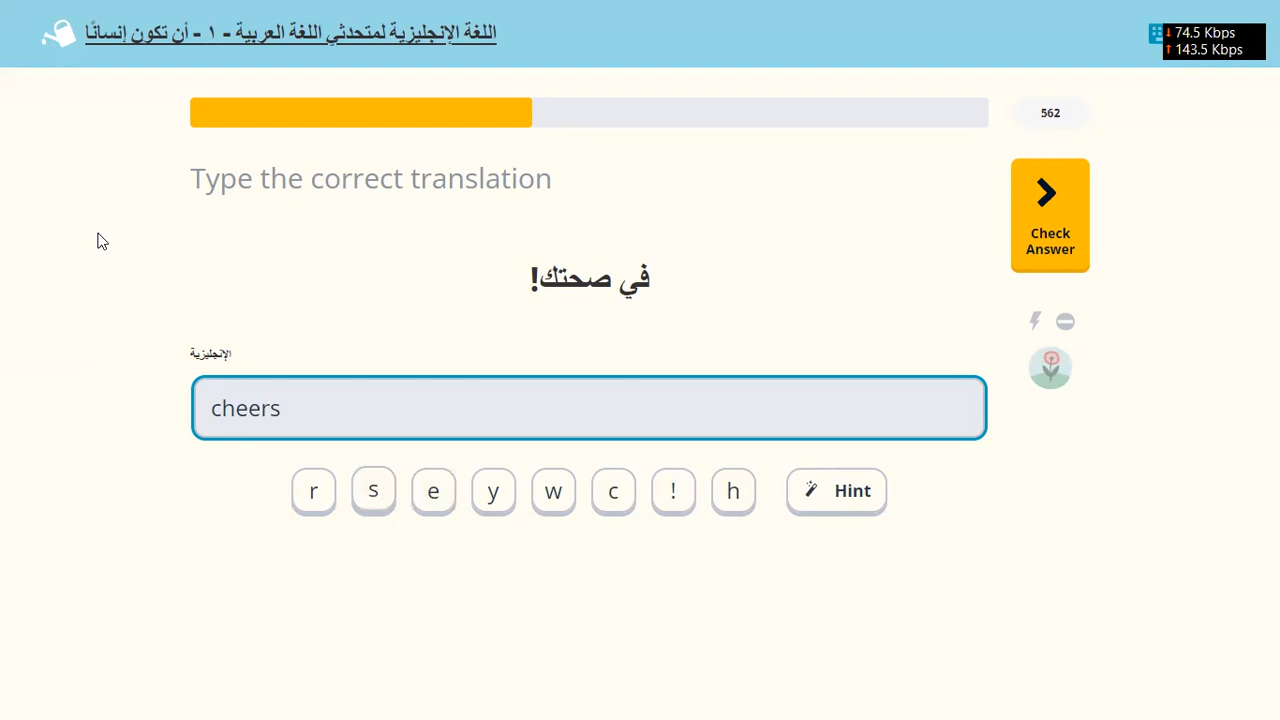 اللغة الإنجليزية لمتحدثي اللغة العربية - ١ - أن تكون إنسانًا
↓ 74.5 Kbps
↑ 143.5 Kbps
562
Type the correct translation
Check
Answer
في صحتك!
الإنجليزية
cheers
r s e y w c ! h Hint